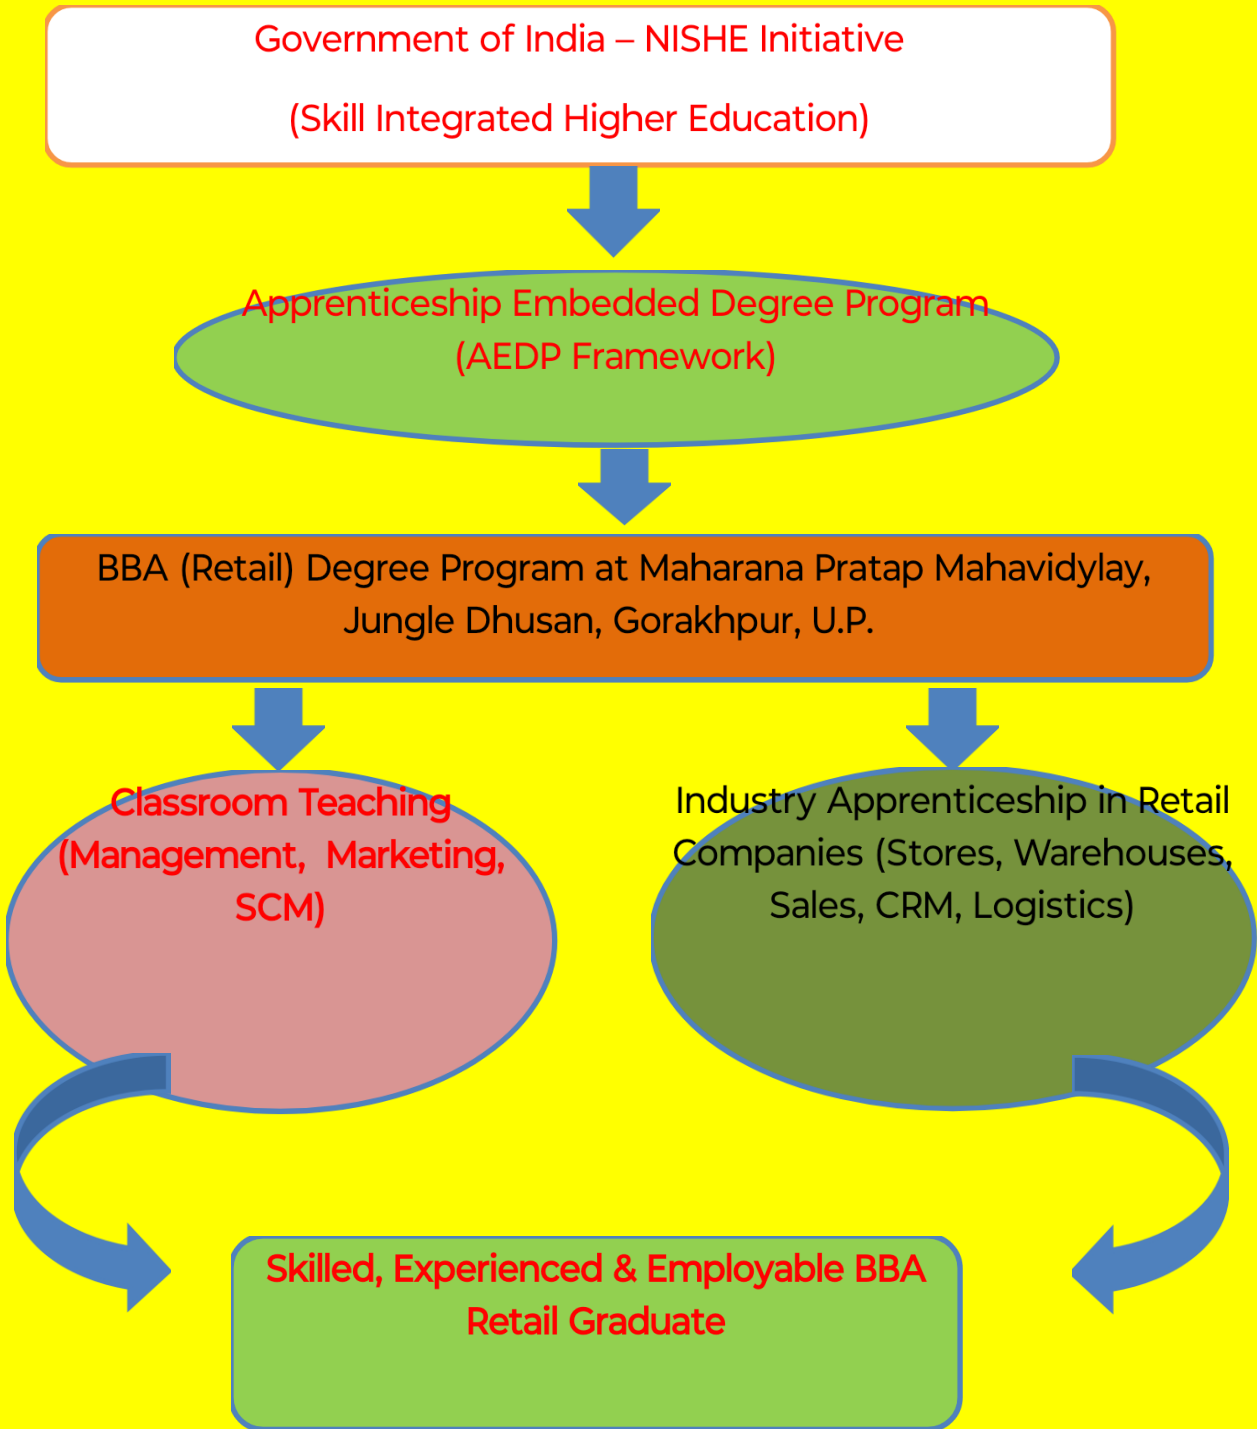 Government of India – NISHE Initiative
(Skill Integrated Higher Education)
Apprenticeship Embedded Degree Program
(AEDP Framework)
BBA (Retail) Degree Program at Maharana Pratap Mahavidylay,
Jungle Dhusan, Gorakhpur, U.P.
Classroom Teaching
(Management, Marketing,
SCM)
Industry Apprenticeship in Retail
Companies (Stores, Warehouses,
Sales, CRM, Logistics)
Skilled, Experienced & Employable BBA
Retail Graduate